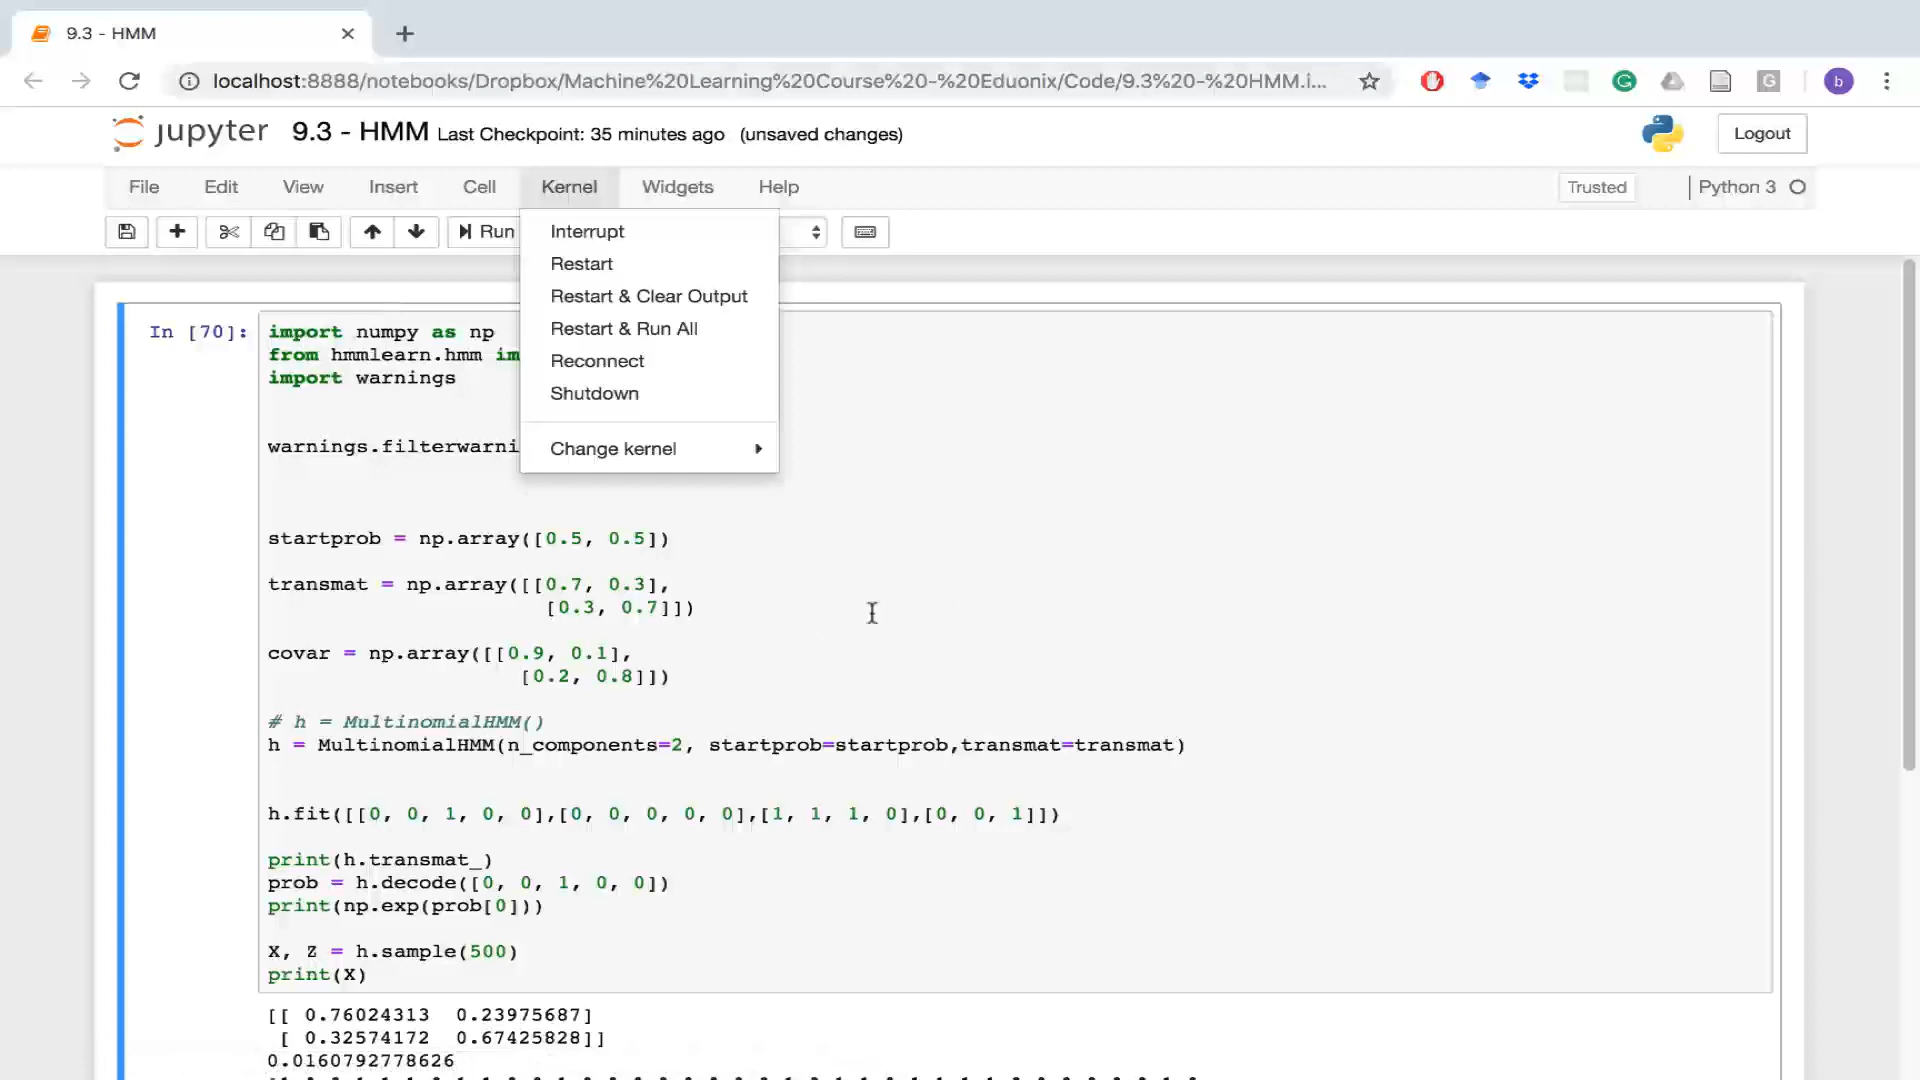 9.3 - HMM
localhost:8888/notebooks/Dropbox/Machine%20Learning%20Course%20-%20Eduonix/Code/9.3%20-%20HMM.i...
b
jupyter 9.3 - HMM Last Checkpoint: 35 minutes ago (unsaved changes)
Logout
File Edit View Insert Cell Kernel Widgets Help
Trusted
Python 3
Run
Interrupt
Restart
Restart & Clear Output
Restart & Run All
Reconnect
Shutdown
Change kernel
In [70]:
import numpy as np
from hmmlearn.hmm im
import warnings
warnings.filterwarni
startprob = np.array([0.5, 0.5])
transmat = np.array([[0.7, 0.3],
[0.3, 0.7]])
covar = np.array([[0.9, 0.1],
[0.2, 0.8]])
# h = MultinomialHMM()
h = MultinomialHMM(n_components=2, startprob=startprob,transmat=transmat)
h.fit([[0, 0, 1, 0, 0],[0, 0, 0, 0, 0],[1, 1, 1, 0],[0, 0, 1]])
print(h.transmat_)
prob = h.decode([0, 0, 1, 0, 0])
print(np.exp(prob[0]))
X, Z = h.sample(500)
print(X)
[[ 0.76024313 0.23975687]
[ 0.32574172 0.67425828]]
0.0160792778626